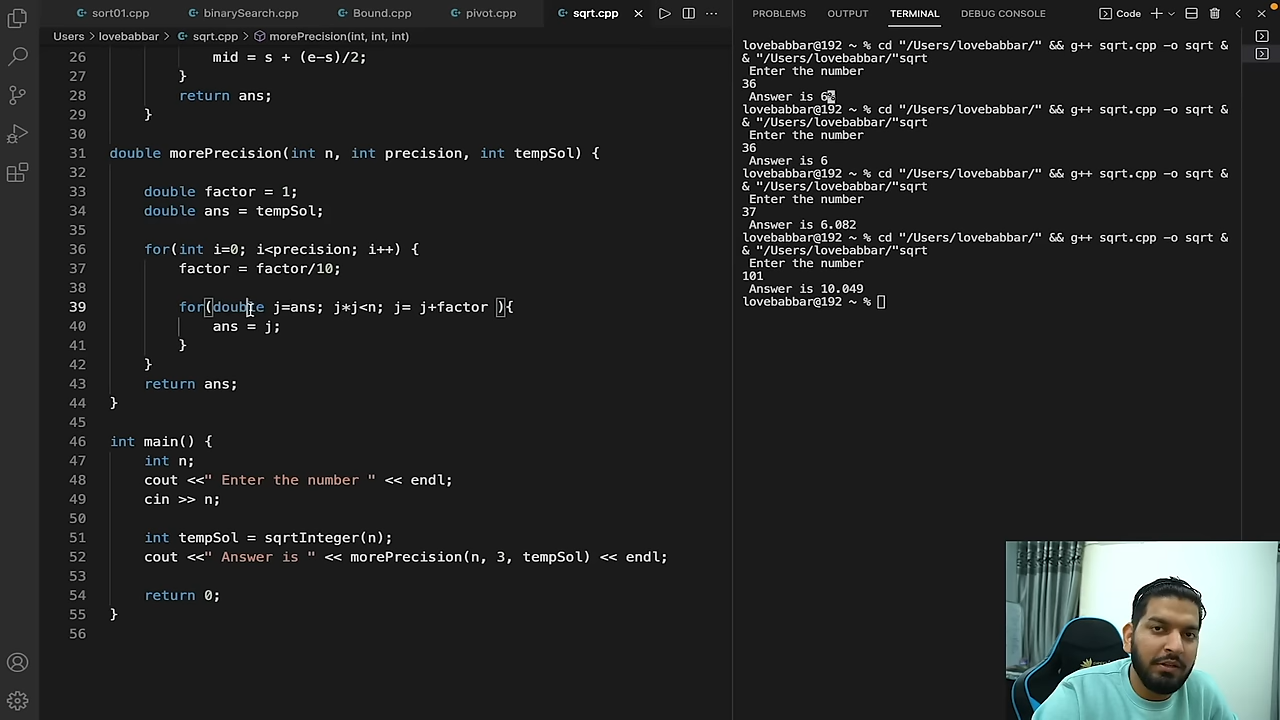 sort01.cpp
binarySearch.cpp
Bound.cpp
pivot.cpp
sqrt.cpp
Users > lovebabbar > sqrt.cpp > morePrecision(int, int, int)
26 mid = s + (e-s)/2;
27 }
28 return ans;
29 }
30
31 double morePrecision(int n, int precision, int tempSol) {
32
33 double factor = 1;
34 double ans = tempSol;
35
36 for(int i=0; i<precision; i++) {
37 factor = factor/10;
38
39 for(double j=ans; j*j<n; j= j+factor ){
40 ans = j;
41 }
42 }
43 return ans;
44 }
45
46 int main() {
47 int n;
48 cout <<" Enter the number " << endl;
49 cin >> n;
50
51 int tempSol = sqrtInteger(n);
52 cout <<" Answer is " << morePrecision(n, 3, tempSol) << endl;
53
54 return 0;
55 }
56
PROBLEMS OUTPUT TERMINAL DEBUG CONSOLE
Code
lovebabbar@192 ~ % cd "/Users/lovebabbar/" && g++ sqrt.cpp -o sqrt &
& "/Users/lovebabbar/"sqrt
Enter the number
36
Answer is 6%
lovebabbar@192 ~ % cd "/Users/lovebabbar/" && g++ sqrt.cpp -o sqrt &
& "/Users/lovebabbar/"sqrt
Enter the number
36
Answer is 6
lovebabbar@192 ~ % cd "/Users/lovebabbar/" && g++ sqrt.cpp -o sqrt &
& "/Users/lovebabbar/"sqrt
Enter the number
37
Answer is 6.082
lovebabbar@192 ~ % cd "/Users/lovebabbar/" && g++ sqrt.cpp -o sqrt &
& "/Users/lovebabbar/"sqrt
Enter the number
101
Answer is 10.049
lovebabbar@192 ~ %